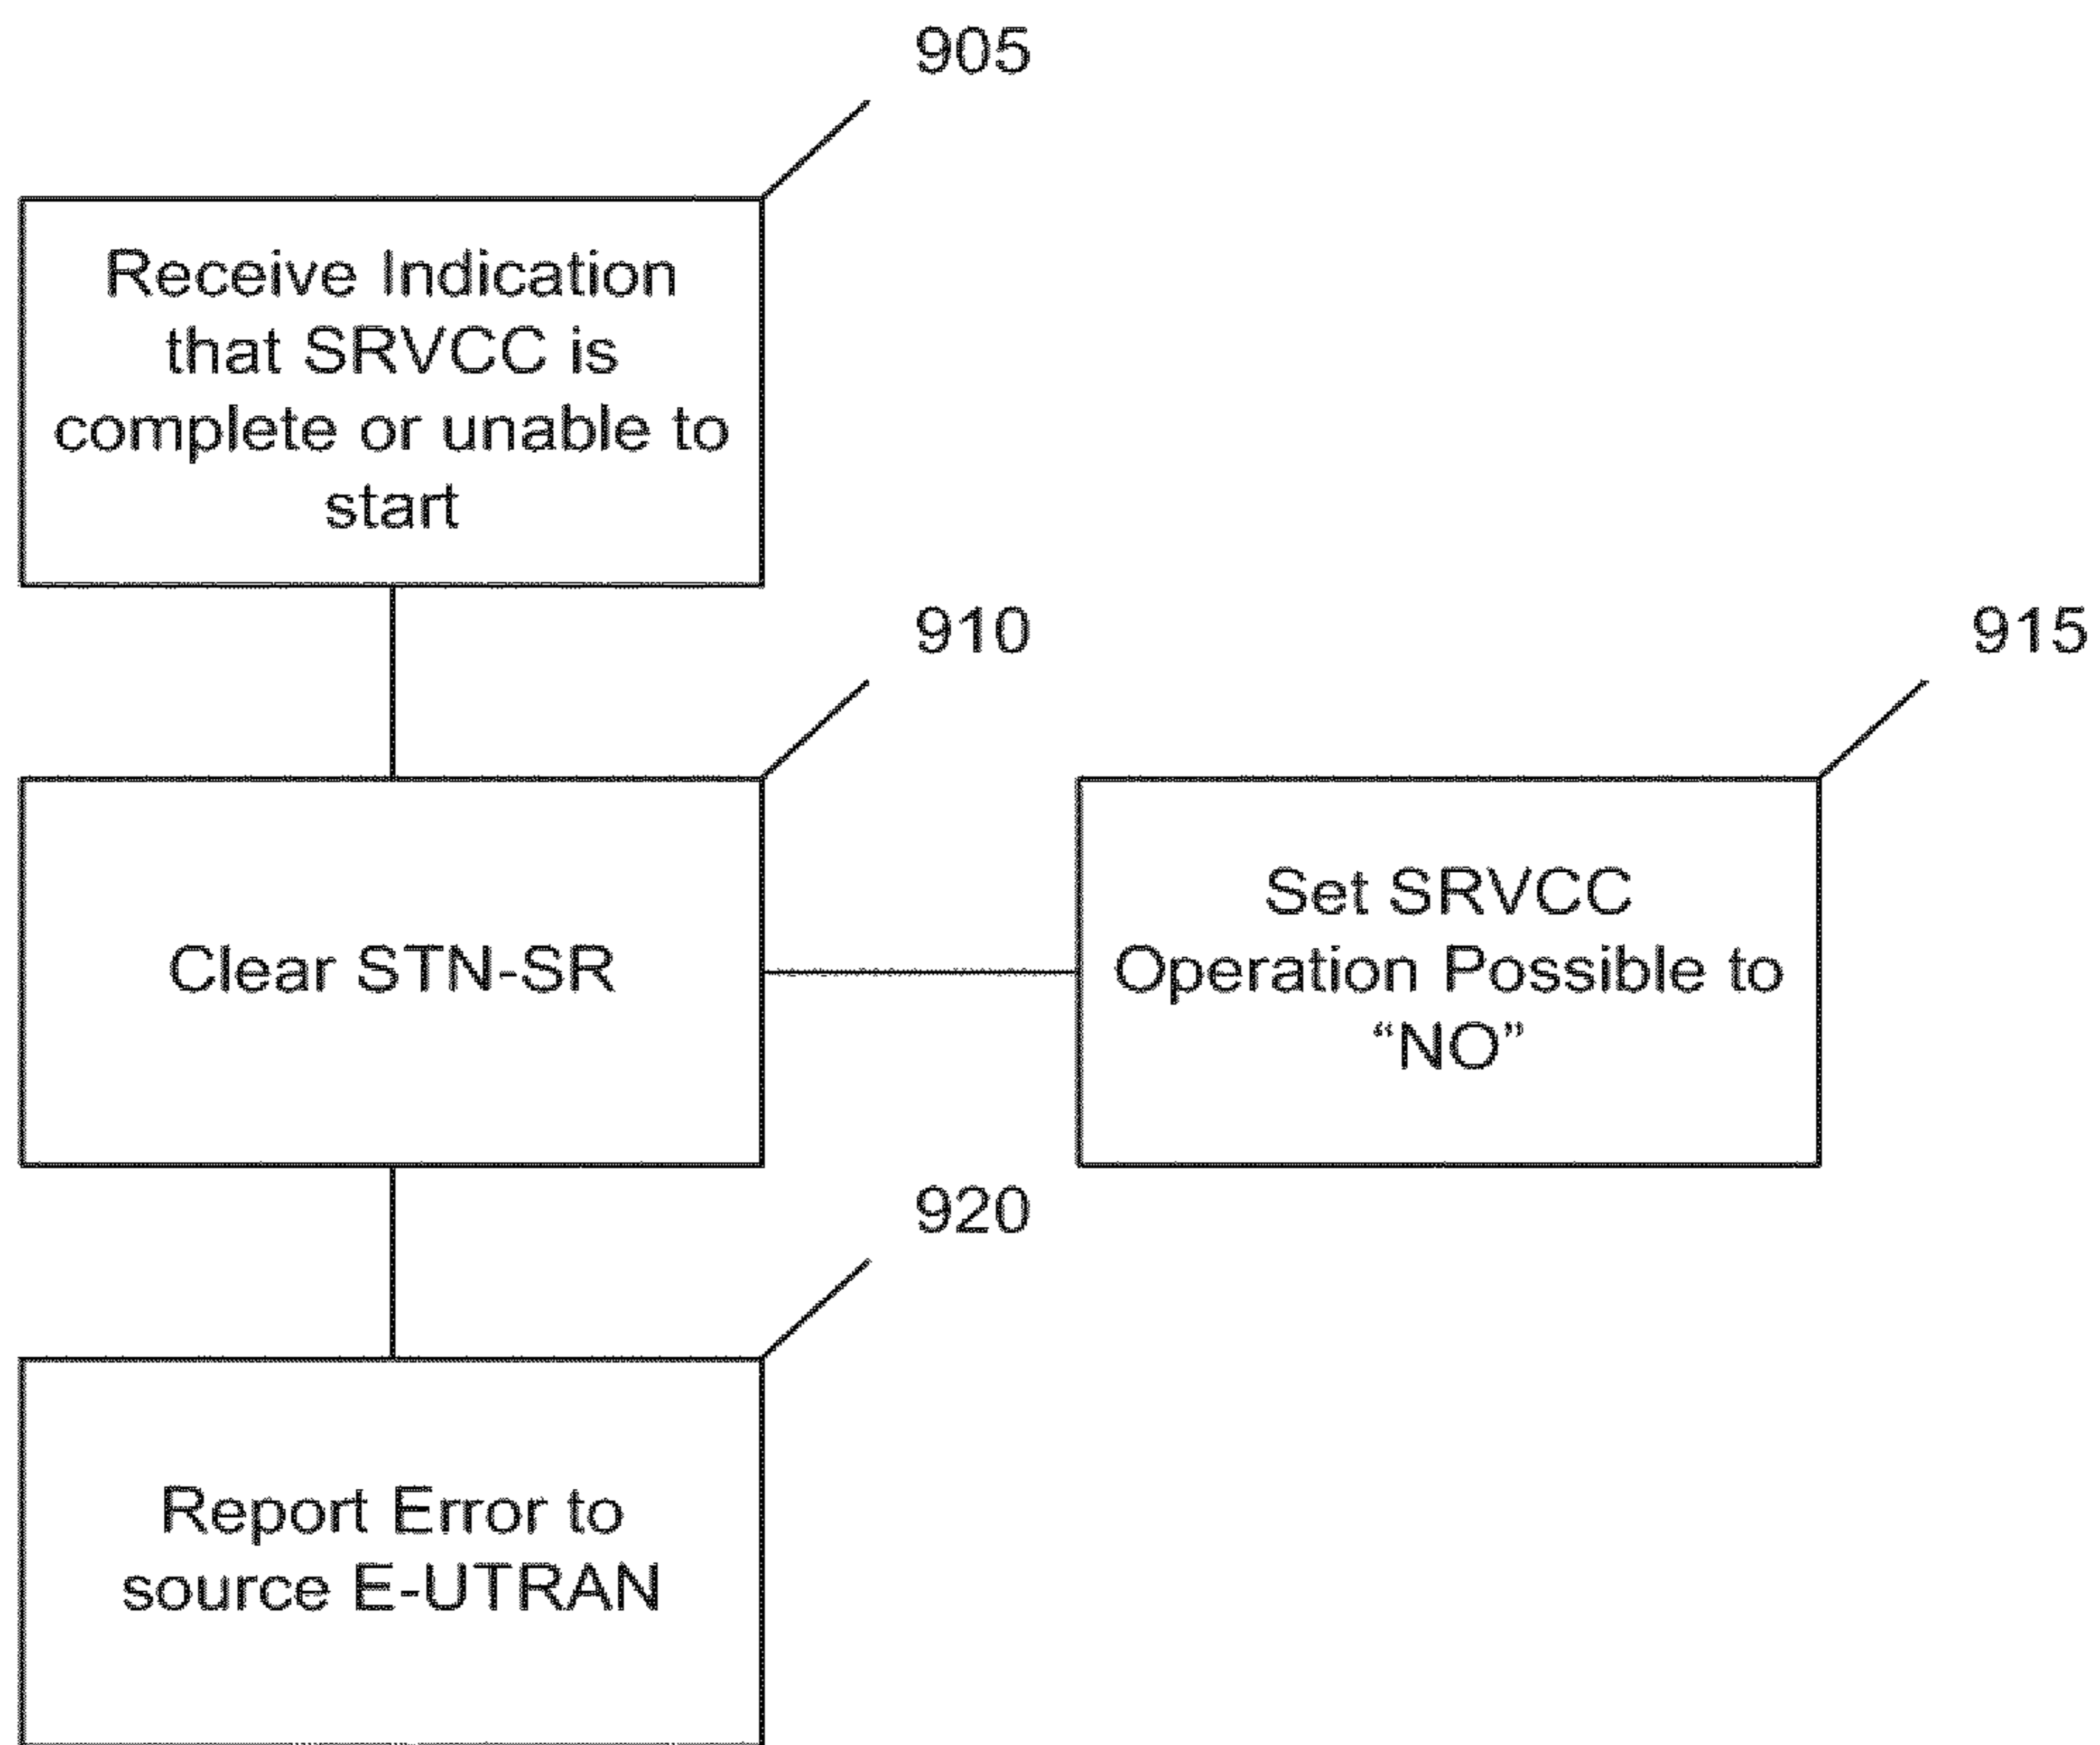 905
Receive Indication
that SRVCC is
complete or unable to
start
910
Clear STN-SR
915
Set SRVCC
Operation Possible to
“NO”
920
Report Error to
source E-UTRAN